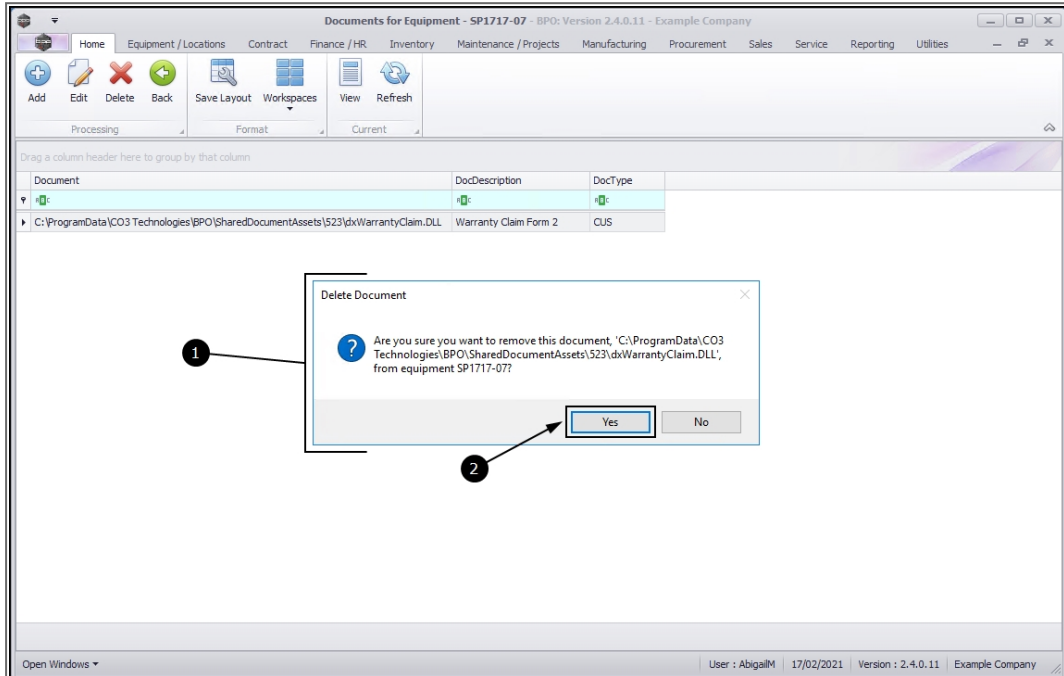 Documents for Equipment - SP1717-07 - BPO: Version 2.4.0.11 - Example Company
Home Equipment / Locations Contract Finance / HR Inventory Maintenance / Projects Manufacturing Procurement Sales Service Reporting Utilities
Add Edit Delete Back Save Layout Workspaces View Refresh
Processing Format Current
Drag a column header here to group by that column
Document DocDescription DocType
C:\ProgramData\CO3 Technologies\BPO\SharedDocumentAssets\523\dxWarrantyClaim.DLL Warranty Claim Form 2 CUS
Delete Document
Are you sure you want to remove this document, 'C:\ProgramData\CO3
Technologies\BPO\SharedDocumentAssets\523\dxWarrantyClaim.DLL',
from equipment SP1717-07?
1
Yes No
2
Open Windows User : AbigailM 17/02/2021 Version : 2.4.0.11 Example Company